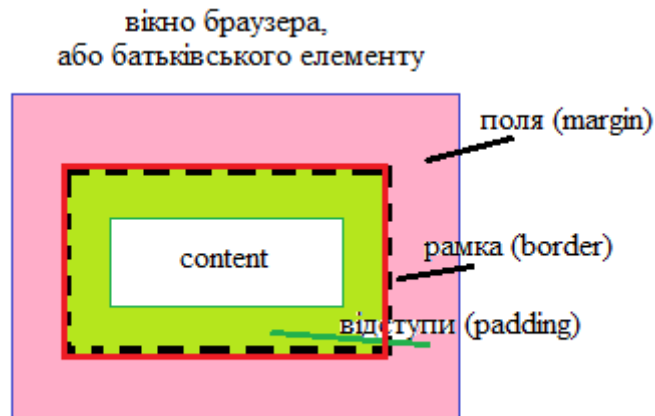 вікно браузера,
або батьківського елементу
поля (margin)
content
рамка (border)
відступи (padding)